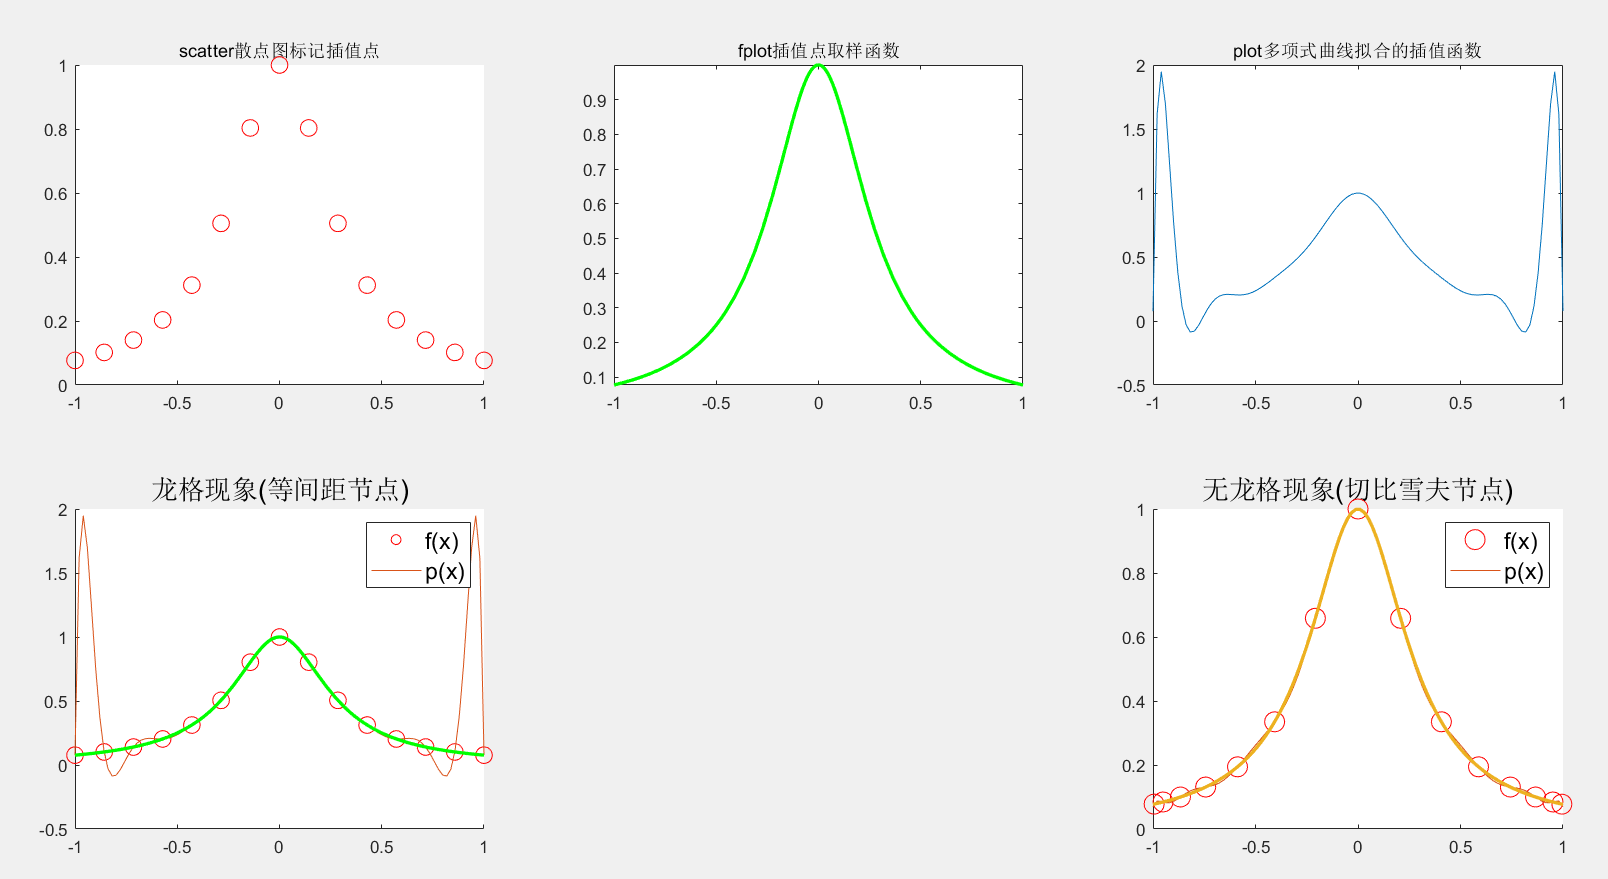 scatter散点图标记插值点
1
0.8
0.6
0.4
0.2
0
-1 -0.5 0 0.5 1
fplot插值点取样函数
0.9
0.8
0.7
0.6
0.5
0.4
0.3
0.2
0.1
-1 -0.5 0 0.5 1
plot多项式曲线拟合的插值函数
2
1.5
1
0.5
0
-0.5
-1 -0.5 0 0.5 1
龙格现象(等间距节点)
2
1.5
1
0.5
0
-0.5
-1 -0.5 0 0.5 1
f(x)
p(x)
无龙格现象(切比雪夫节点)
1
0.8
0.6
0.4
0.2
0
-1 -0.5 0 0.5 1
f(x)
p(x)